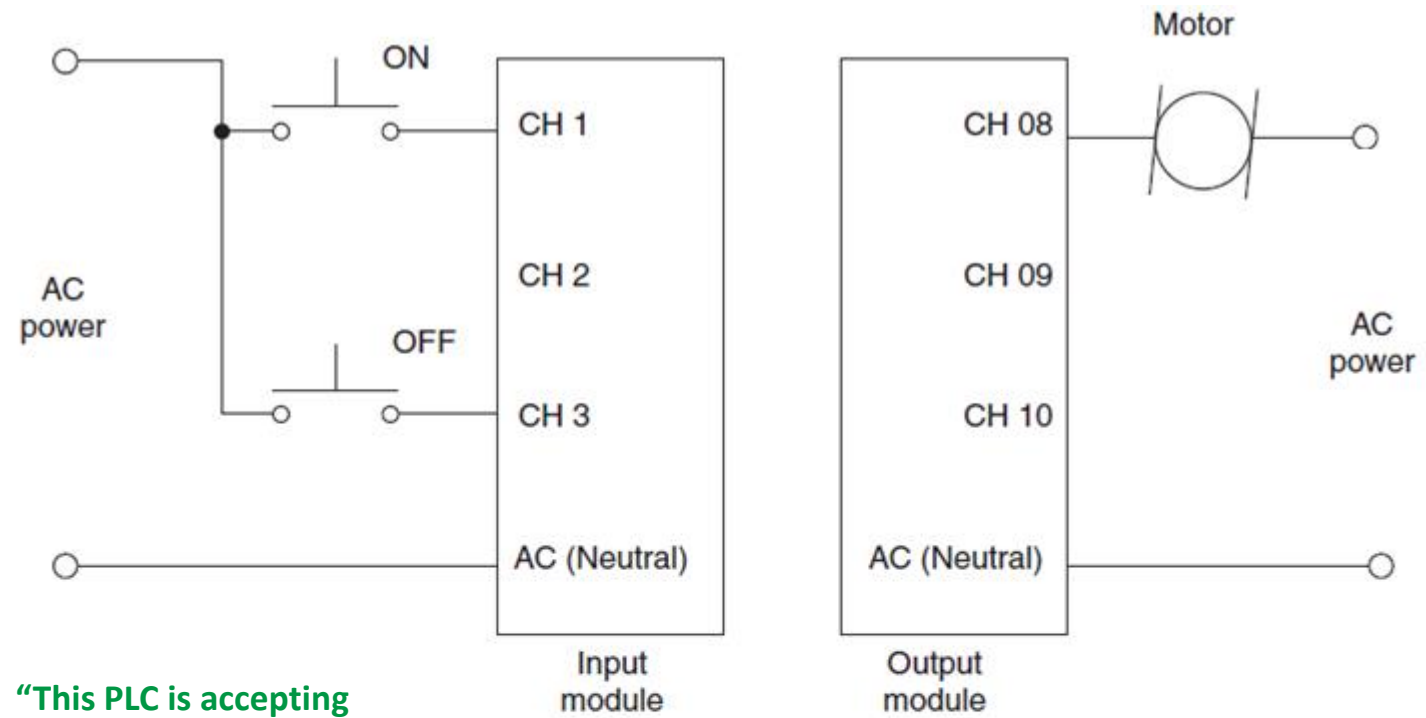 Motor
ON
CH 1
CH 08
CH 2
CH 09
AC
power
AC
power
OFF
CH 3
CH 10
AC (Neutral)
AC (Neutral)
Input
module
Output
module
“This PLC is accepting